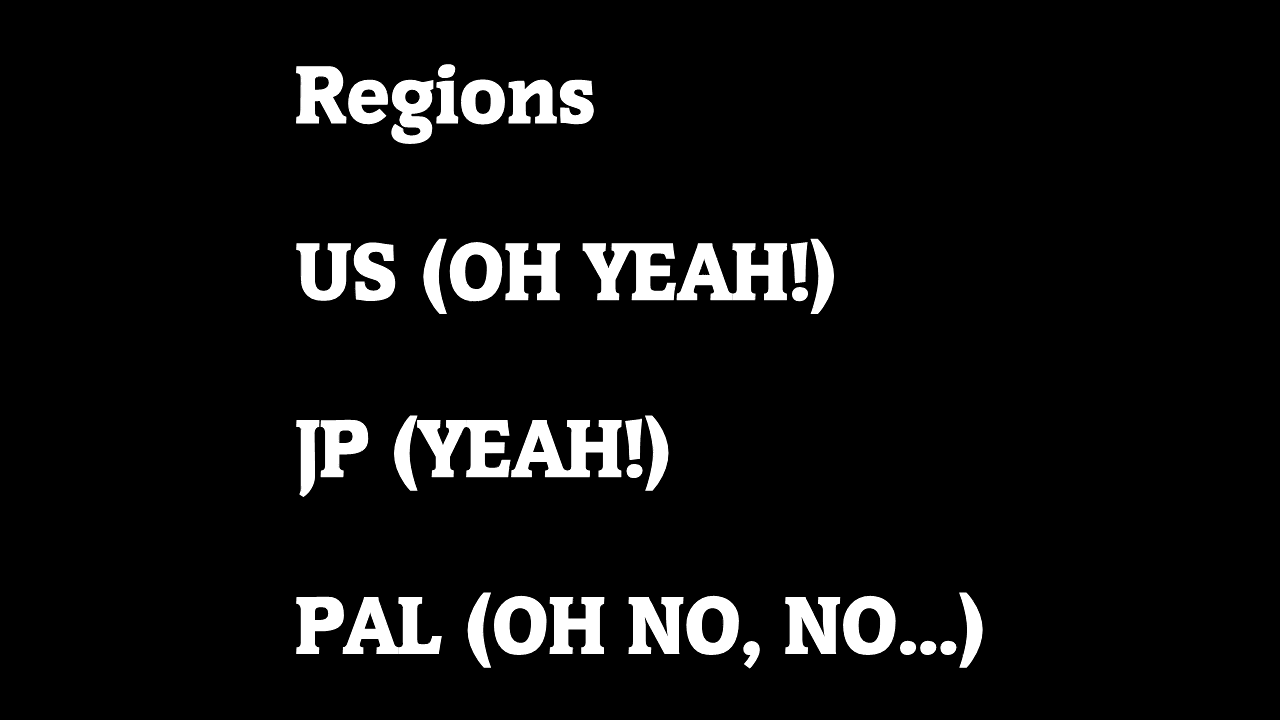 Regions
US (OH YEAH!)
JP (YEAH!)
PAL (OH NO, NO...)